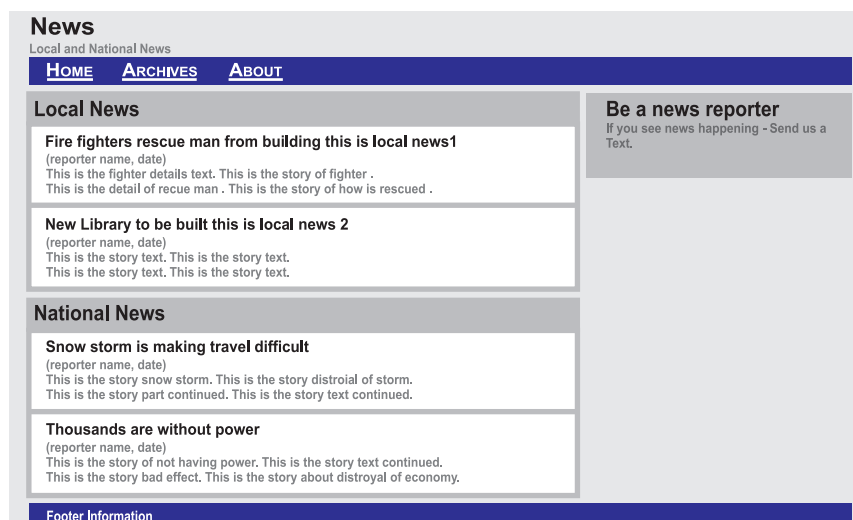 News
Local and National News
HOME ARCHIVES ABOUT
Local News
Fire fighters rescue man from building this is local news1
(reporter name, date)
This is the fighter details text. This is the story of fighter .
This is the detail of recue man . This is the story of how is rescued .
New Library to be built this is local news 2
(reporter name, date)
This is the story text. This is the story text.
This is the story text. This is the story text.
National News
Snow storm is making travel difficult
(reporter name, date)
This is the story snow storm. This is the story distroial of storm.
This is the story part continued. This is the story text continued.
Thousands are without power
(reporter name, date)
This is the story of not having power. This is the story text continued.
This is the story bad effect. This is the story about distroyal of economy.
Be a news reporter
If you see news happening - Send us a
Text.
Footer Information